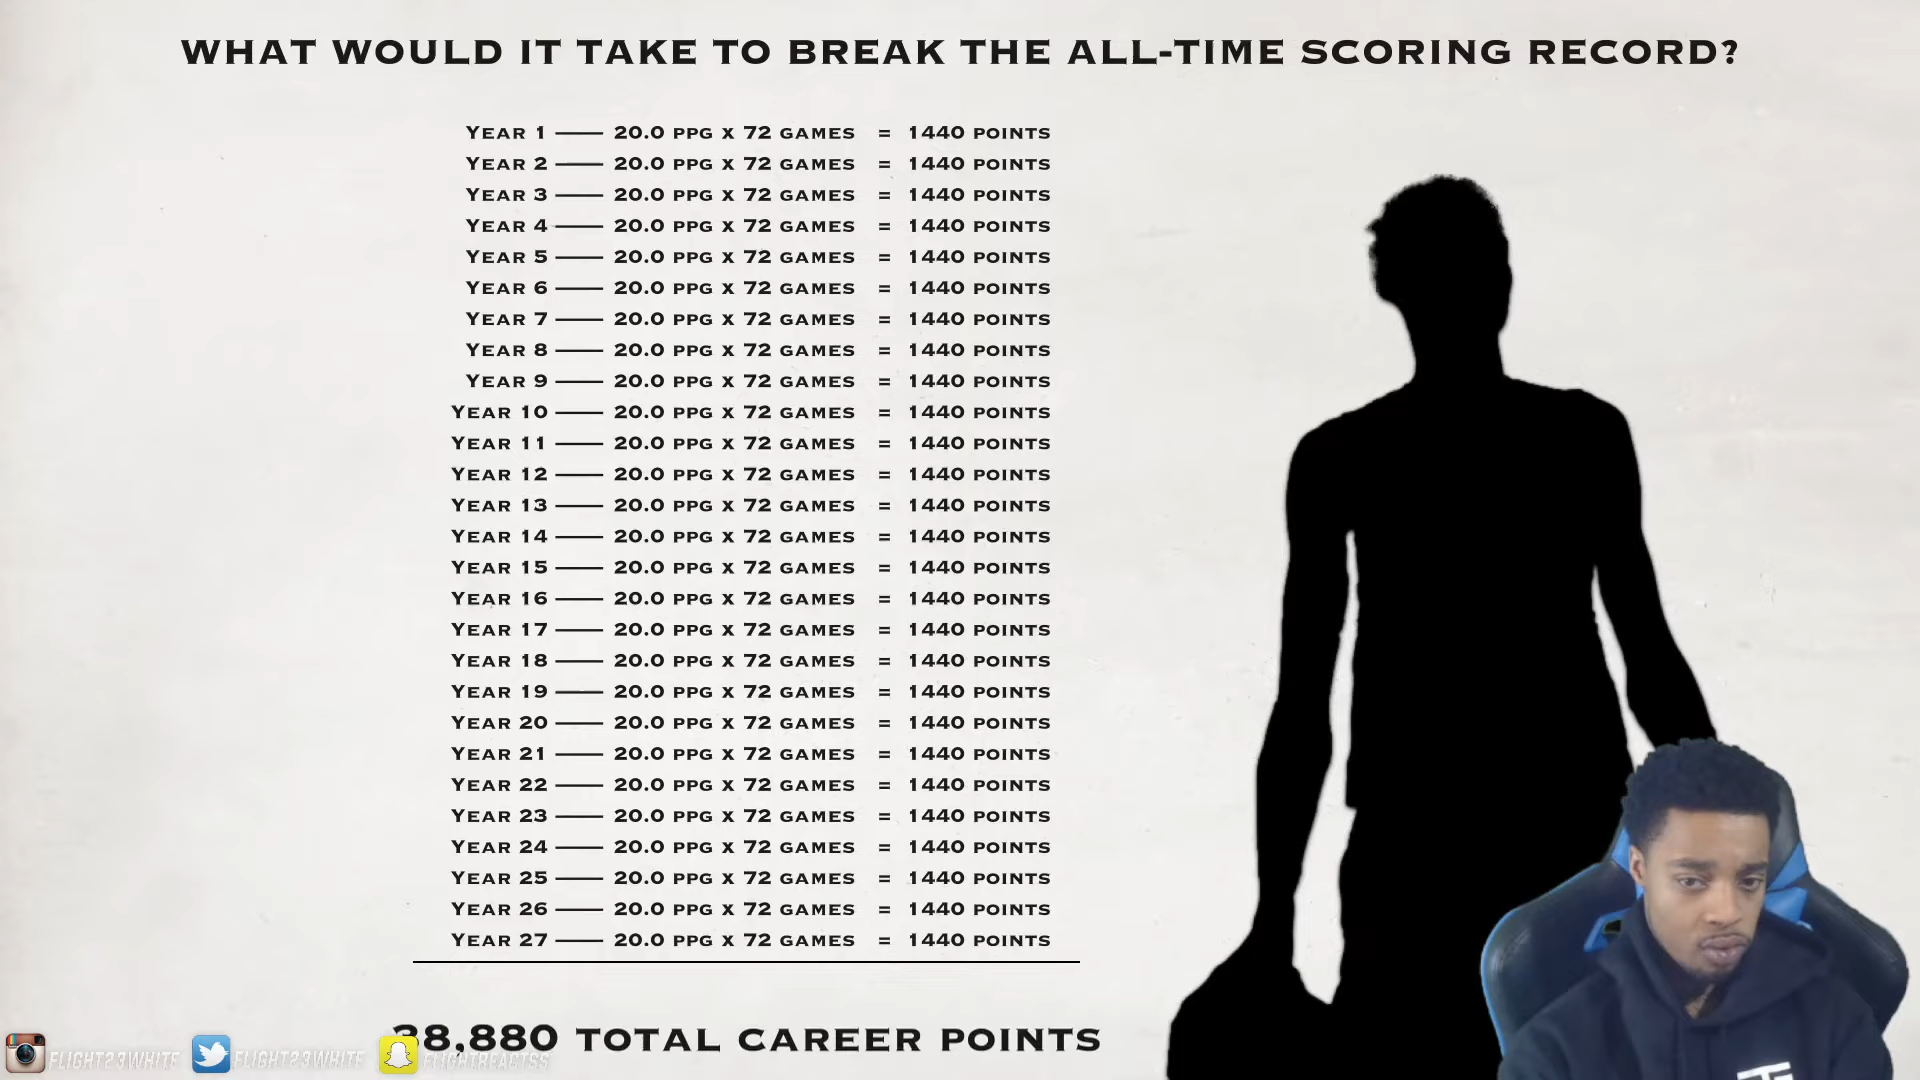 WHAT WOULD IT TAKE TO BREAK THE ALL-TIME SCORING RECORD?
YEAR 1 —— 20.0 PPG X 72 GAMES = 1440 POINTS
YEAR 2 —— 20.0 PPG X 72 GAMES = 1440 POINTS
YEAR 3 —— 20.0 PPG X 72 GAMES = 1440 POINTS
YEAR 4 —— 20.0 PPG X 72 GAMES = 1440 POINTS
YEAR 5 —— 20.0 PPG X 72 GAMES = 1440 POINTS
YEAR 6 —— 20.0 PPG X 72 GAMES = 1440 POINTS
YEAR 7 —— 20.0 PPG X 72 GAMES = 1440 POINTS
YEAR 8 —— 20.0 PPG X 72 GAMES = 1440 POINTS
YEAR 9 —— 20.0 PPG X 72 GAMES = 1440 POINTS
YEAR 10 —— 20.0 PPG X 72 GAMES = 1440 POINTS
YEAR 11 —— 20.0 PPG X 72 GAMES = 1440 POINTS
YEAR 12 —— 20.0 PPG X 72 GAMES = 1440 POINTS
YEAR 13 —— 20.0 PPG X 72 GAMES = 1440 POINTS
YEAR 14 —— 20.0 PPG X 72 GAMES = 1440 POINTS
YEAR 15 —— 20.0 PPG X 72 GAMES = 1440 POINTS
YEAR 16 —— 20.0 PPG X 72 GAMES = 1440 POINTS
YEAR 17 —— 20.0 PPG X 72 GAMES = 1440 POINTS
YEAR 18 —— 20.0 PPG X 72 GAMES = 1440 POINTS
YEAR 19 —— 20.0 PPG X 72 GAMES = 1440 POINTS
YEAR 20 —— 20.0 PPG X 72 GAMES = 1440 POINTS
YEAR 21 —— 20.0 PPG X 72 GAMES = 1440 POINTS
YEAR 22 —— 20.0 PPG X 72 GAMES = 1440 POINTS
YEAR 23 —— 20.0 PPG X 72 GAMES = 1440 POINTS
YEAR 24 —— 20.0 PPG X 72 GAMES = 1440 POINTS
YEAR 25 —— 20.0 PPG X 72 GAMES = 1440 POINTS
YEAR 26 —— 20.0 PPG X 72 GAMES = 1440 POINTS
YEAR 27 —— 20.0 PPG X 72 GAMES = 1440 POINTS
38,880 TOTAL CAREER POINTS
FLIGHT23WHITE FLIGHT23WHITE FLIGHTREACTSS